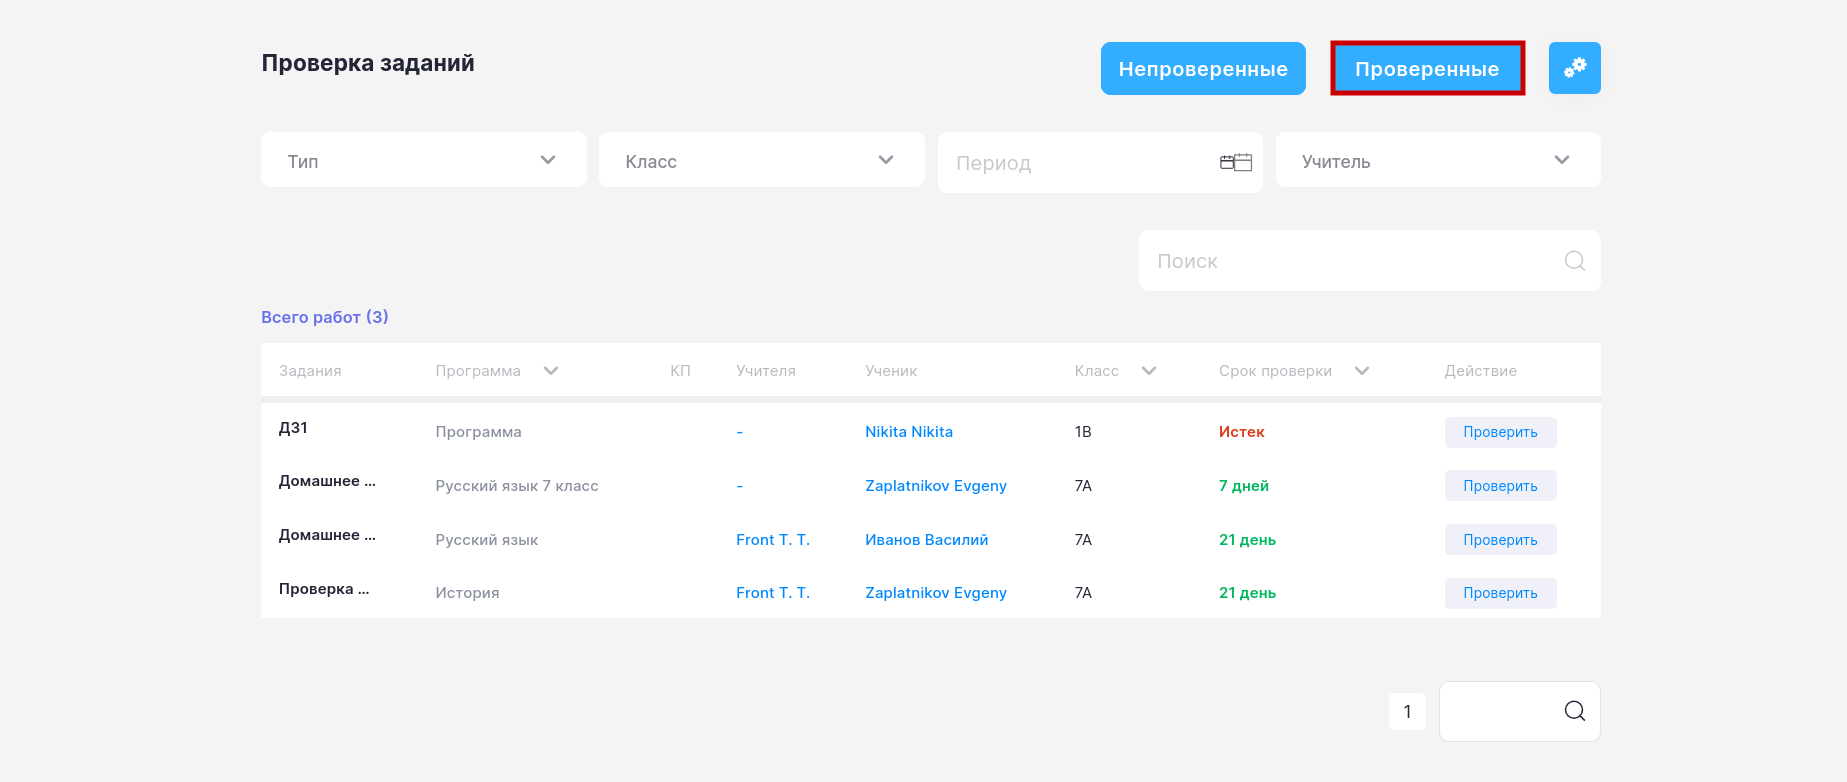 Проверка заданий
Непроверенные
Проверенные
Тип
Класс
Период
Учитель
Поиск
Всего работ (3)
Задания Программа КП Учителя Ученик Класс Срок проверки Действие
ДЗ1 Программа - Nikita Nikita 1В Истек Проверить
Домашнее ... Русский язык 7 класс - Zaplatnikov Evgeny 7А 7 дней Проверить
Домашнее ... Русский язык Front T. T. Иванов Василий 7А 21 день Проверить
Проверка ... История Front T. T. Zaplatnikov Evgeny 7А 21 день Проверить
1